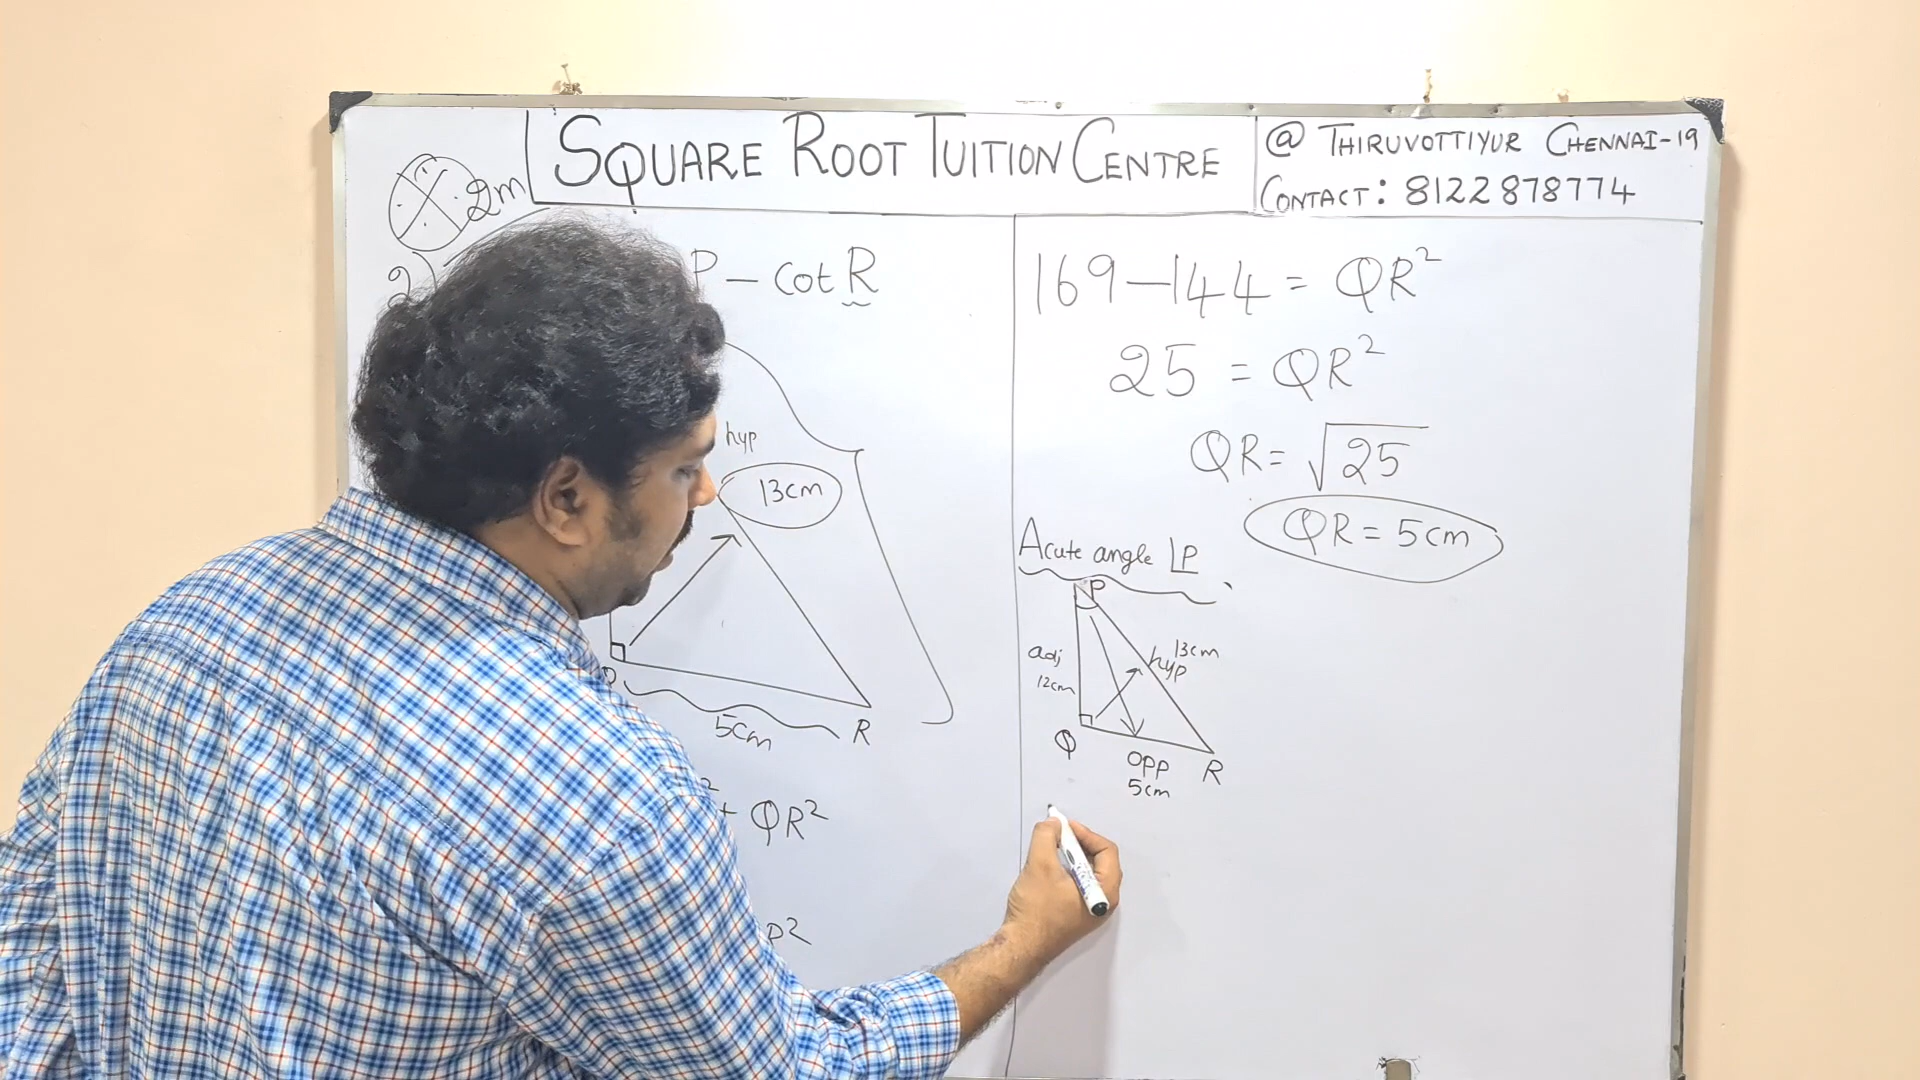 SQUARE ROOT TUITION CENTRE
@ THIRUVOTTIYUR CHENNAI-19
CONTACT: 8122878774
2m
2)
P - cot R
hyp
13cm
5cm
R
+ QR²
169-144 = QR²
25 = QR²
QR = √25
QR = 5cm
Acute angle ∟P
P
adj
12cm
13cm
hyp
Q
opp
5cm
R